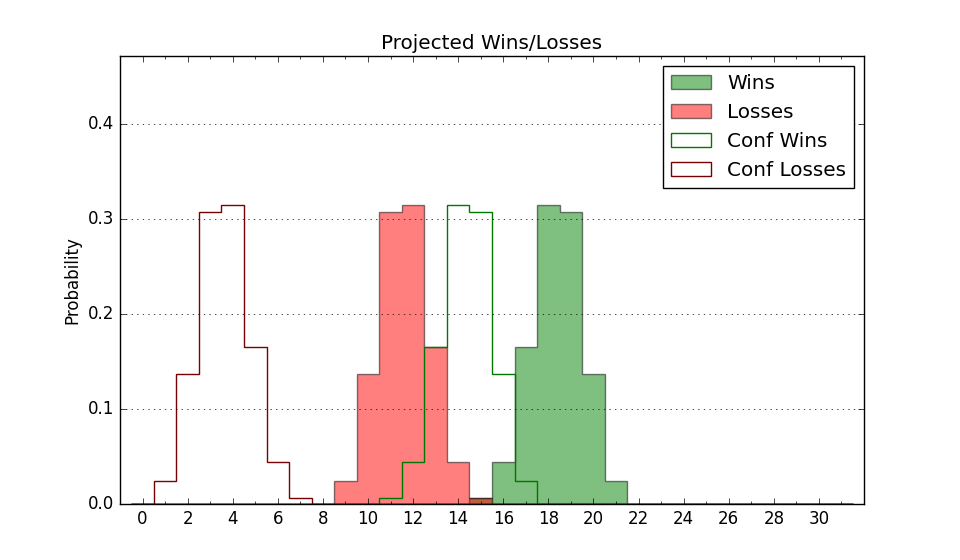 Projected Wins/Losses
Wins
Losses
Conf Wins
Conf Losses
Probability
0.4
0.3
0.2
0.1
0.0
0 2 4 6 8 10 12 14 16 18 20 22 24 26 28 30